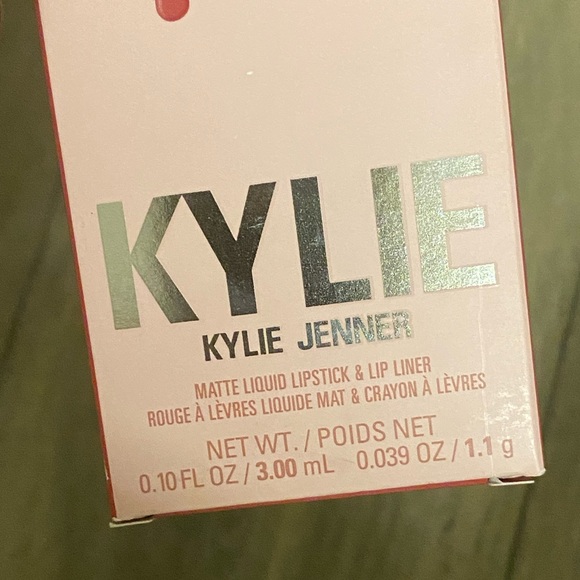 KYLIE
KYLIE JENNER
MATTE LIQUID LIPSTICK & LIP LINER
ROUGE À LÈVRES LIQUIDE MAT & CRAYON À LÈVRES
NET WT. / POIDS NET
0.10 FL OZ / 3.00 mL 0.039 OZ / 1.1 g